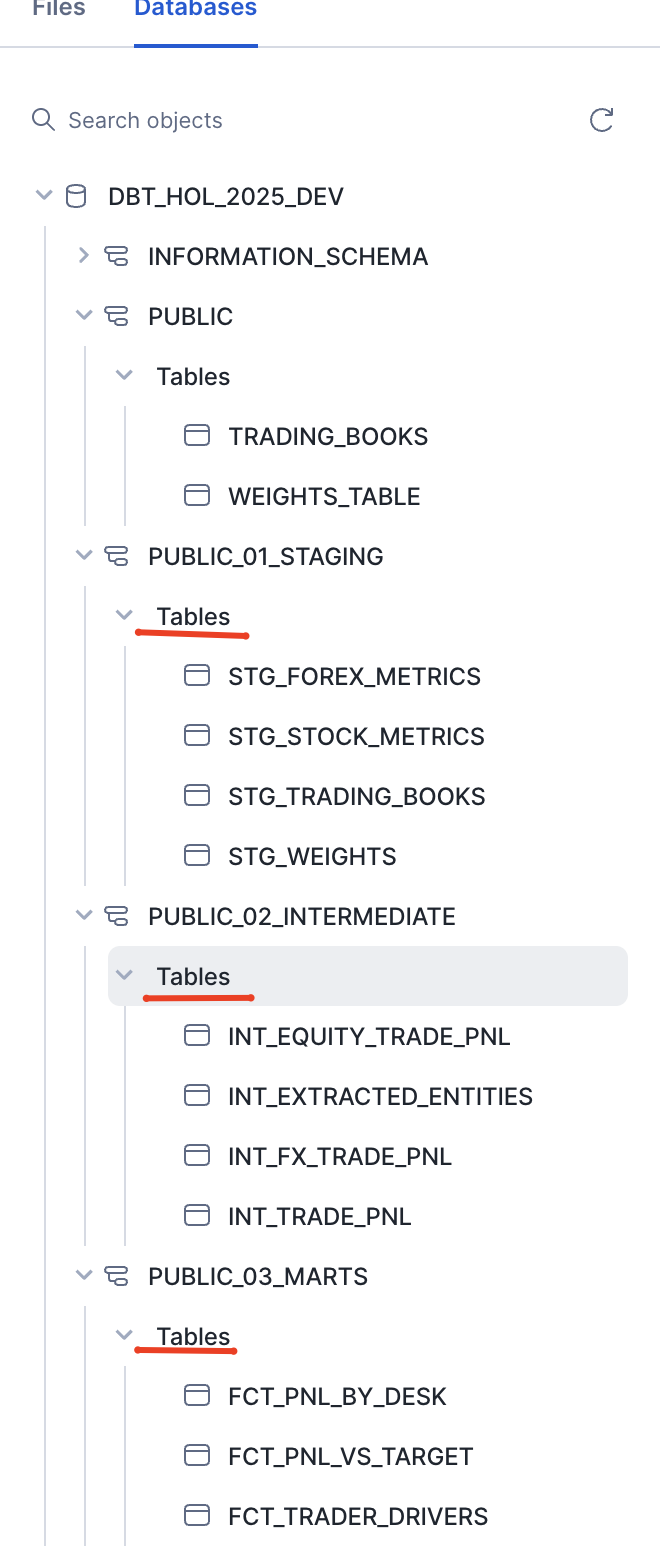 Files Databases
Search objects
DBT_HOL_2025_DEV
INFORMATION_SCHEMA
PUBLIC
Tables
TRADING_BOOKS
WEIGHTS_TABLE
PUBLIC_01_STAGING
Tables
STG_FOREX_METRICS
STG_STOCK_METRICS
STG_TRADING_BOOKS
STG_WEIGHTS
PUBLIC_02_INTERMEDIATE
Tables
INT_EQUITY_TRADE_PNL
INT_EXTRACTED_ENTITIES
INT_FX_TRADE_PNL
INT_TRADE_PNL
PUBLIC_03_MARTS
Tables
FCT_PNL_BY_DESK
FCT_PNL_VS_TARGET
FCT_TRADER_DRIVERS